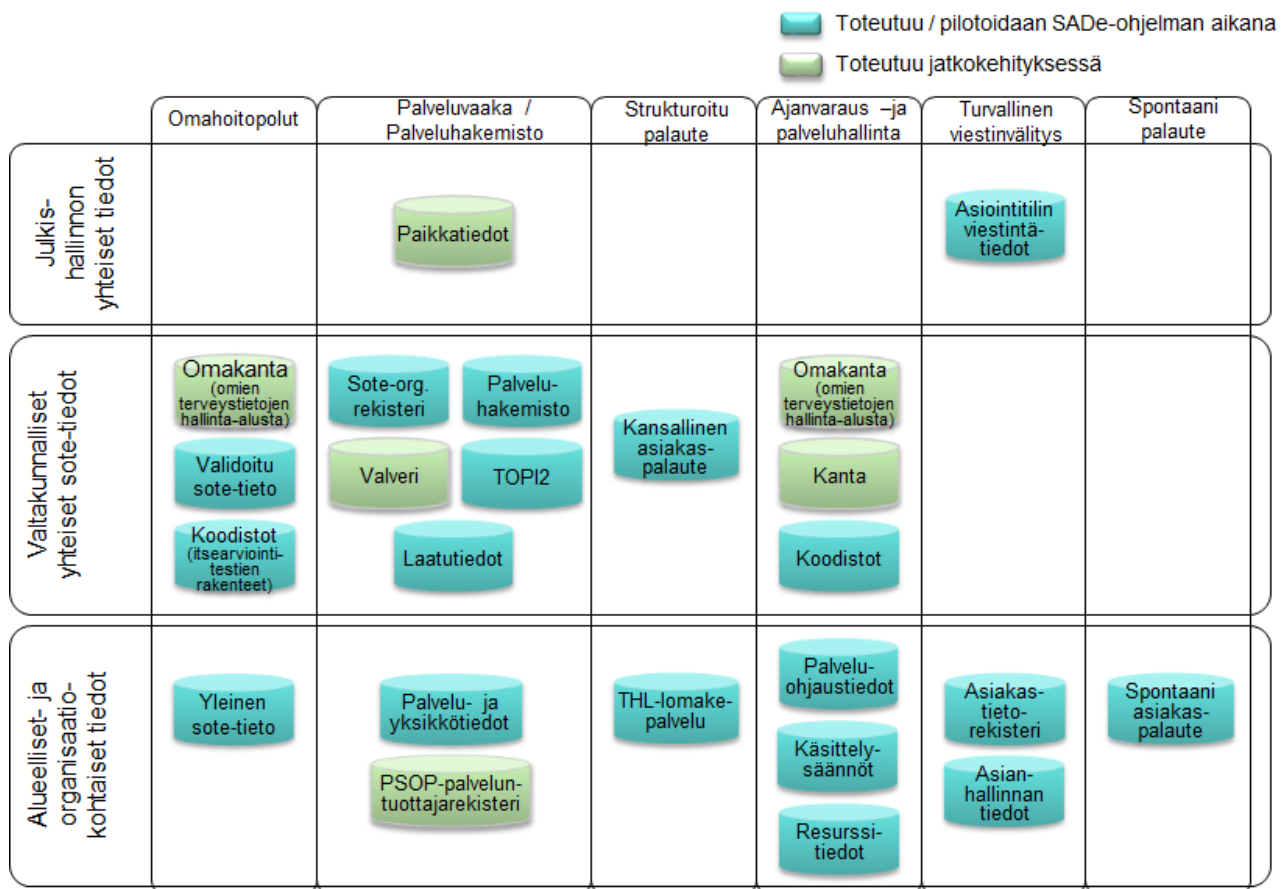 Toteutuu / pilotoidaan SADe-ohjelman aikana
Toteutuu jatkokehityksessä
Omahoitopolut
Palveluvaaka /
Palveluhakemisto
Strukturoitu
palaute
Ajanvaraus –ja
palveluhallinta
Turvallinen
viestinvälitys
Spontaani
palaute
Julkis-
hallinnon
yhteiset tiedot
Paikkatiedot
Asiointitilin
viestintä-
tiedot
Valtakunnalliset
yhteiset sote-tiedot
Omakanta
(omien
terveystietojen
hallinta-alusta)
Validoitu
sote-tieto
Koodistot
(itsearviointi-
testien
rakenteet)
Sote-org.
rekisteri
Palvelu-
hakemisto
Valveri
TOPI2
Laatutiedot
Kansallinen
asiakas-
palaute
Omakanta
(omien
terveystietojen
hallinta-alusta)
Kanta
Koodistot
Alueelliset- ja
organisaatio-
kohtaiset tiedot
Yleinen
sote-tieto
Palvelu- ja
yksikkötiedot
PSOP-palvelun-
tuottajarekisteri
THL-lomake-
palvelu
Palvelu-
ohjaustiedot
Käsittely-
säännöt
Resurssi-
tiedot
Asiakas-
tieto-
rekisteri
Asian-
hallinnan
tiedot
Spontaani
asiakas-
palaute